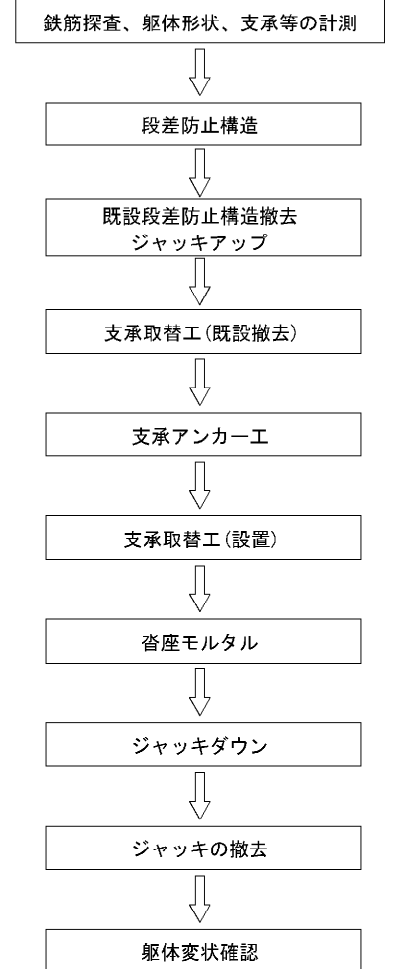 鉄筋探査、躯体形状、支承等の計測
段差防止構造
既設段差防止構造撤去
ジャッキアップ
支承取替工(既設撤去)
支承アンカー工
支承取替工(設置)
沓座モルタル
ジャッキダウン
ジャッキの撤去
躯体変状確認